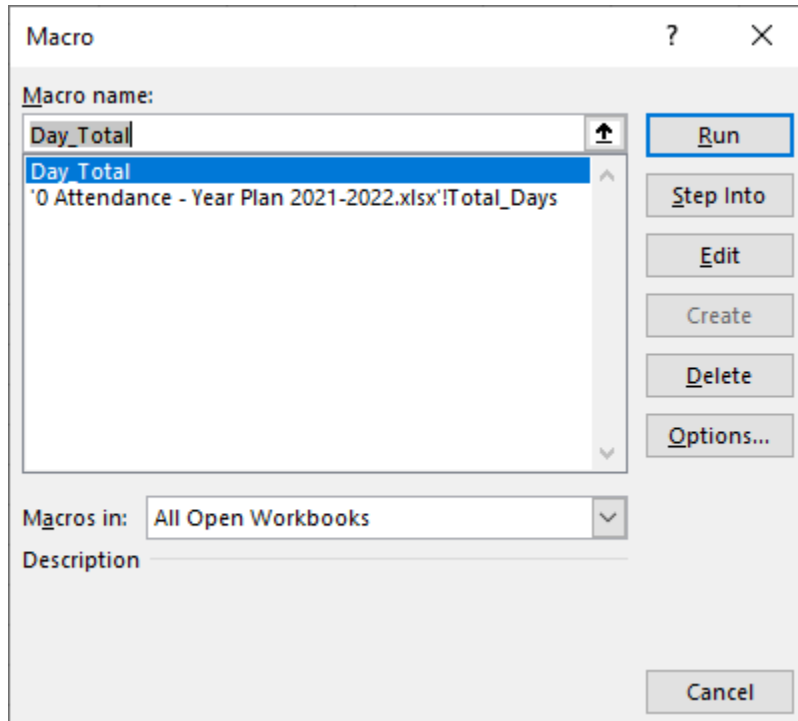 Macro
?
Macro name:
Day_Total
Run
Day_Total
'0 Attendance - Year Plan 2021-2022.xlsx'!Total_Days
Step Into
Edit
Create
Delete
Options...
Macros in: All Open Workbooks
Description
Cancel